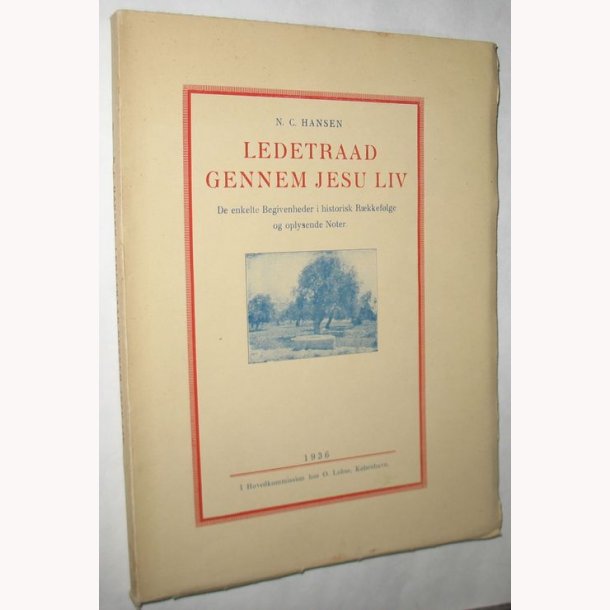 N. C. HANSEN
LEDETRAAD
GENNEM JESU LIV
De enkelte Begivenheder i historisk Rækkefølge
og oplysende Noter.
1936
I Hovedkommission hos O. Lohse, København.